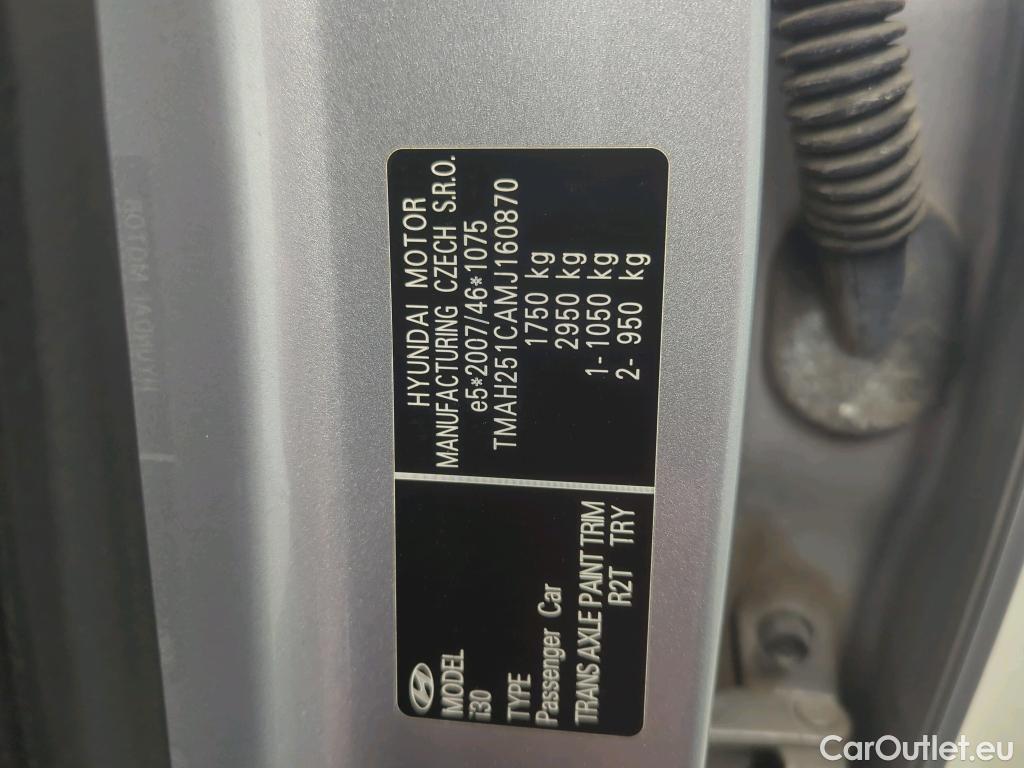 MODEL
i30
TYPE
Passenger Car
TRANS AXLE PAINT TRIM
R2T TRY
HYUNDAI MOTOR
MANUFACTURING CZECH S.R.O.
e5*2007/46*1075
TMAH251CAMJ160870
1750 kg
2950 kg
1- 1050 kg
2- 950 kg
CarOutlet.eu